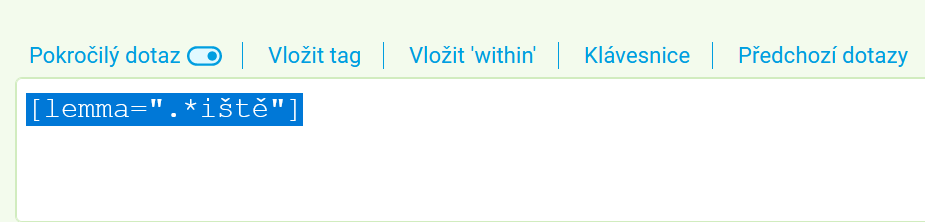 Pokročilý dotaz | Vložit tag | Vložit 'within' | Klávesnice | Předchozí dotazy
[lemma=".*iště"]